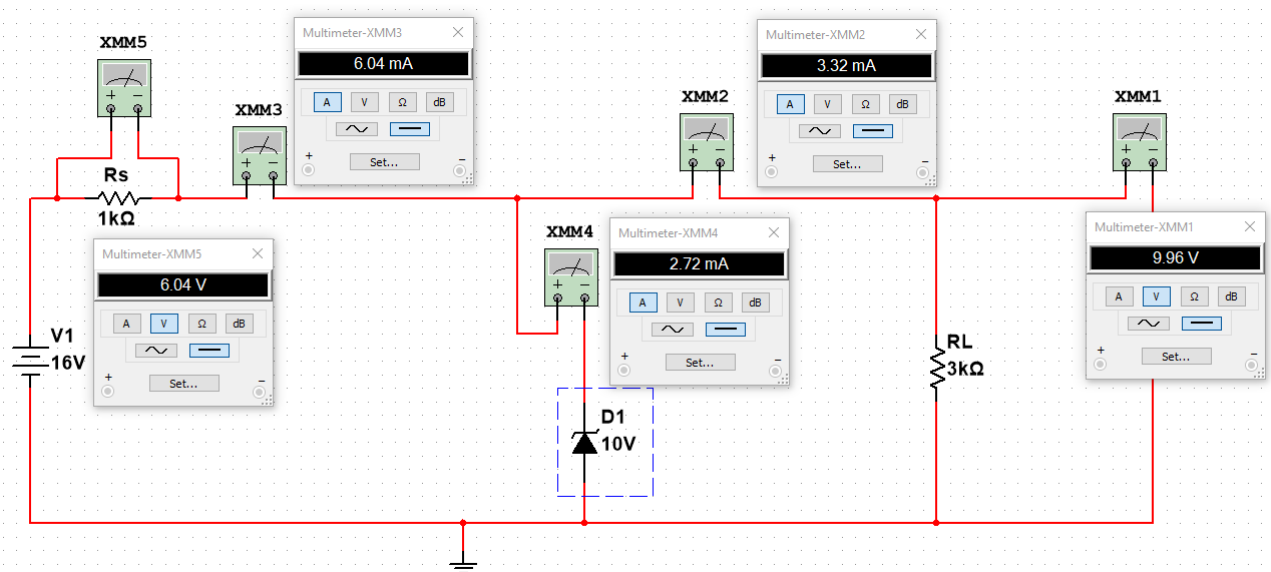 XMM5
+ −
Rs
1kΩ
XMM3
+ −
Multimeter-XMM3
6.04 mA
A V Ω dB
+ Set... −
Multimeter-XMM2
3.32 mA
A V Ω dB
+ Set... −
XMM2
+ −
XMM1
+ −
XMM4
+ −
Multimeter-XMM4
2.72 mA
A V Ω dB
+ Set... −
Multimeter-XMM1
9.96 V
A V Ω dB
+ Set... −
Multimeter-XMM5
6.04 V
A V Ω dB
+ Set... −
V1
16V
D1
10V
RL
3kΩ